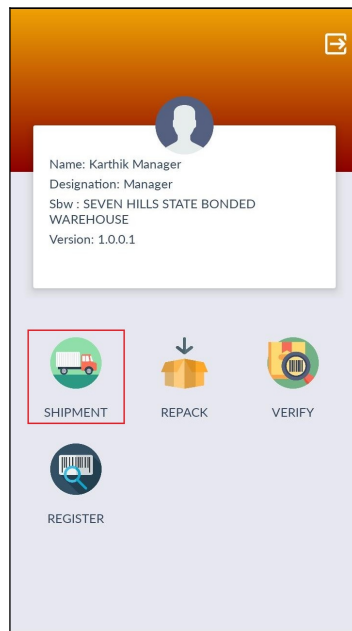 Name: Karthik Manager
Designation: Manager
Sbw : SEVEN HILLS STATE BONDED
WAREHOUSE
Version: 1.0.0.1
SHIPMENT REPACK VERIFY
REGISTER